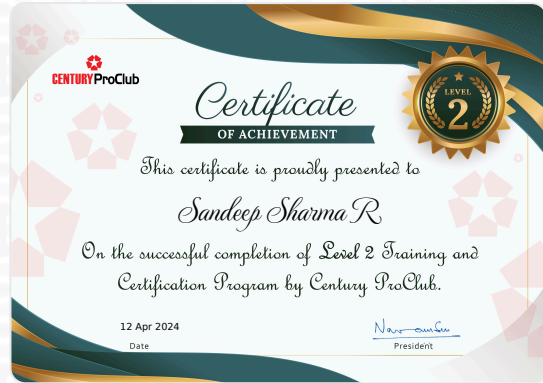 CENTURY ProClub
Certificate
OF ACHIEVEMENT
LEVEL
2
This certificate is proudly presented to
Sandeep Sharma R
On the successful completion of Level 2 Training and
Certification Program by Century ProClub.
12 Apr 2024
Date
President